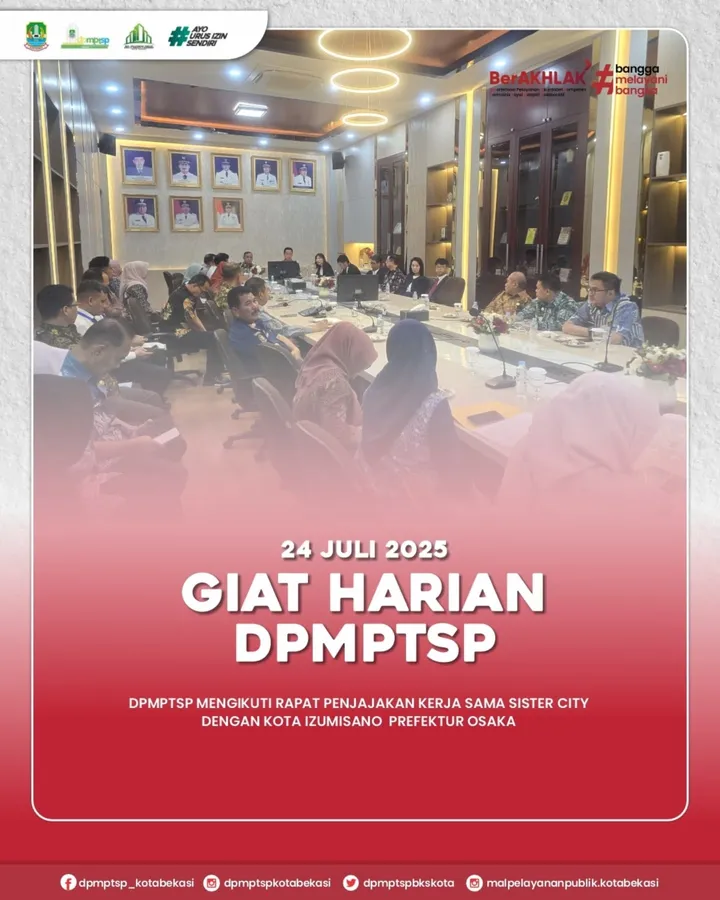 dpmptsp
#AYO
URUS IZIN
SENDIRI
BerAKHLAK
#bangga
melayani
bangsa
24 JULI 2025
GIAT HARIAN
DPMPTSP
DPMPTSP MENGIKUTI RAPAT PENJAJAKAN KERJA SAMA SISTER CITY
DENGAN KOTA IZUMISANO PREFEKTUR OSAKA
dpmptsp_kotabekasi dpmptspkotabekasi dpmptspbkskota malpelayananpublik.kotabekasi